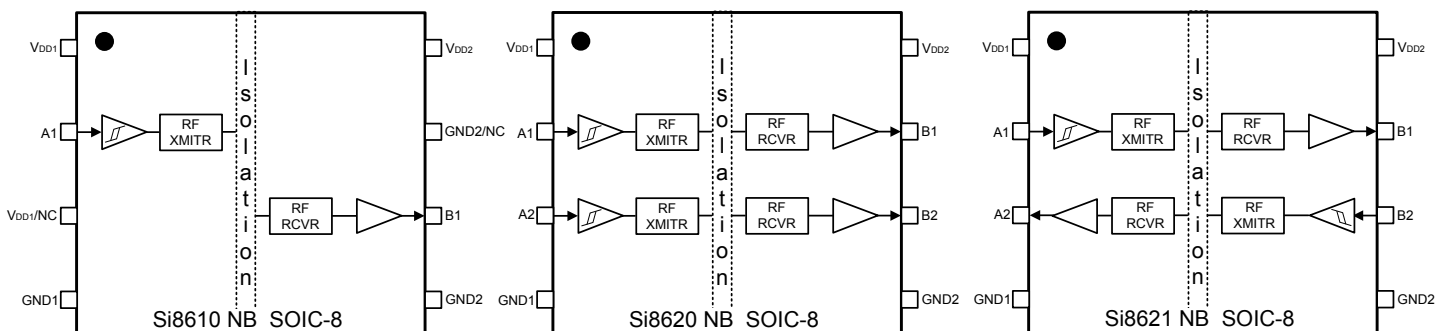 VDD1
VDD2
A1
RF
XMITR
GND2/NC
VDD1/NC
RF
RCVR
B1
GND1
GND2
Isolation
Si8610 NB SOIC-8
VDD1
VDD2
A1
RF
XMITR
RF
RCVR
B1
A2
RF
XMITR
RF
RCVR
B2
GND1
GND2
Isolation
Si8620 NB SOIC-8
VDD1
VDD2
A1
RF
XMITR
RF
RCVR
B1
A2
RF
RCVR
RF
XMITR
B2
GND1
GND2
Isolation
Si8621 NB SOIC-8